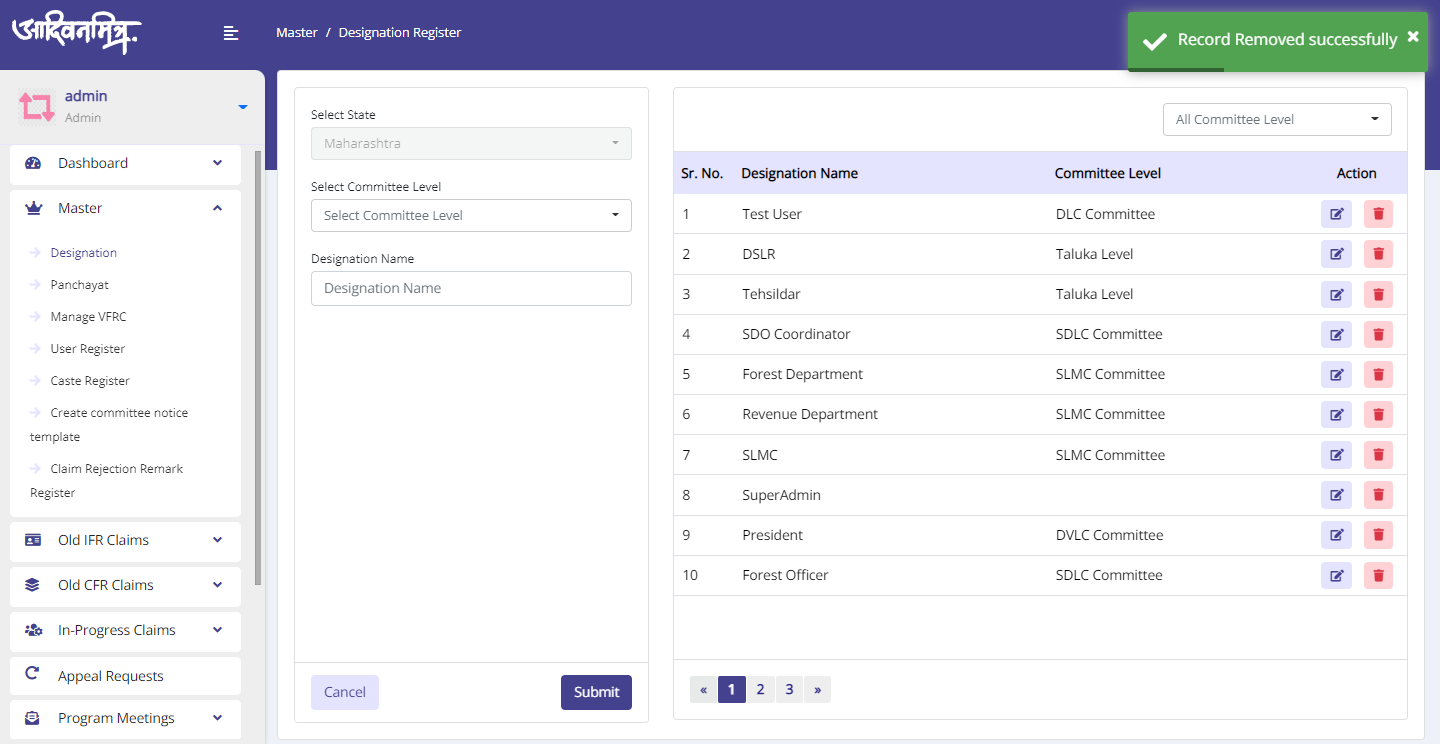 आदिवनमित्र..
Master / Designation Register
Record Removed successfully ×
admin
Admin
Dashboard
Master
Designation
Panchayat
Manage VFRC
User Register
Caste Register
Create committee notice
template
Claim Rejection Remark
Register
Old IFR Claims
Old CFR Claims
In-Progress Claims
Appeal Requests
Program Meetings
Select State
Maharashtra
Select Committee Level
Select Committee Level
Designation Name
Designation Name
Cancel Submit
All Committee Level
Sr. No. Designation Name Committee Level Action
1 Test User DLC Committee
2 DSLR Taluka Level
3 Tehsildar Taluka Level
4 SDO Coordinator SDLC Committee
5 Forest Department SLMC Committee
6 Revenue Department SLMC Committee
7 SLMC SLMC Committee
8 SuperAdmin
9 President DVLC Committee
10 Forest Officer SDLC Committee
« 1 2 3 »